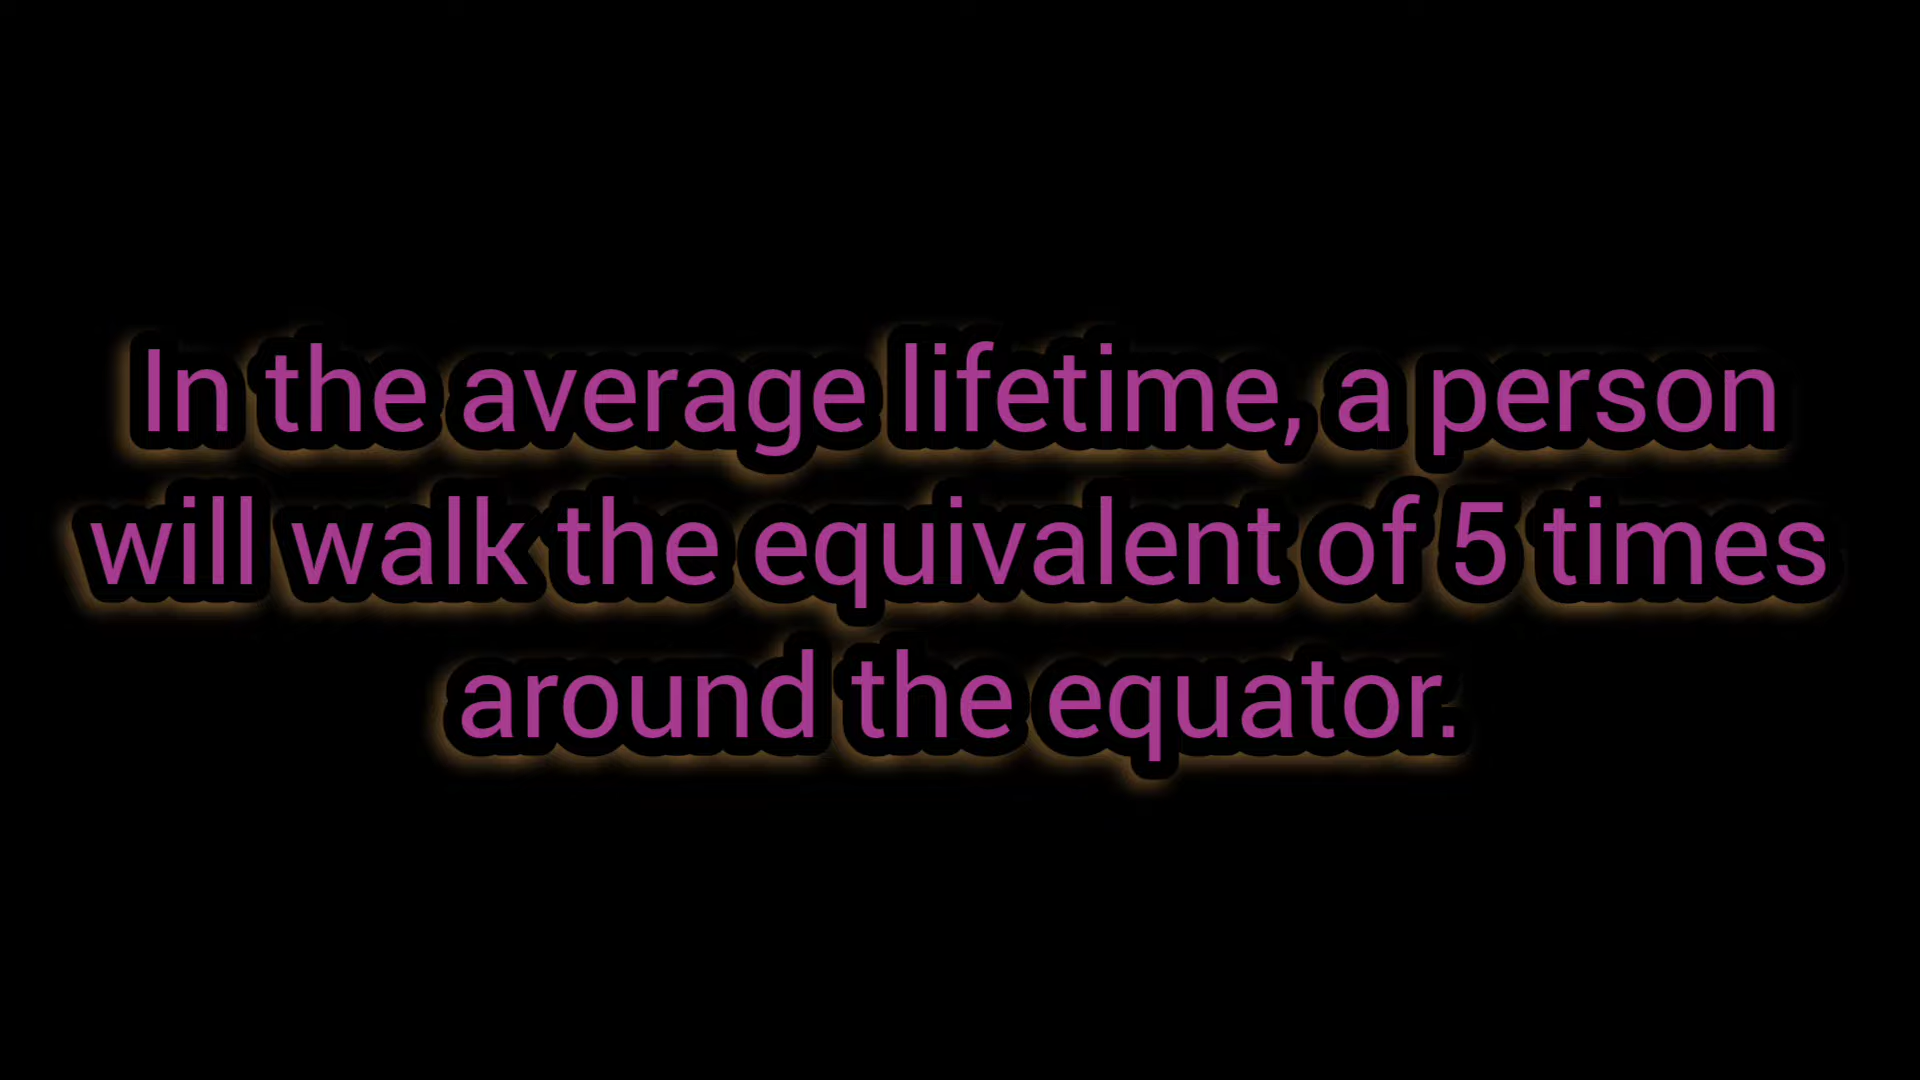 In the average lifetime, a person
will walk the equivalent of 5 times
around the equator.